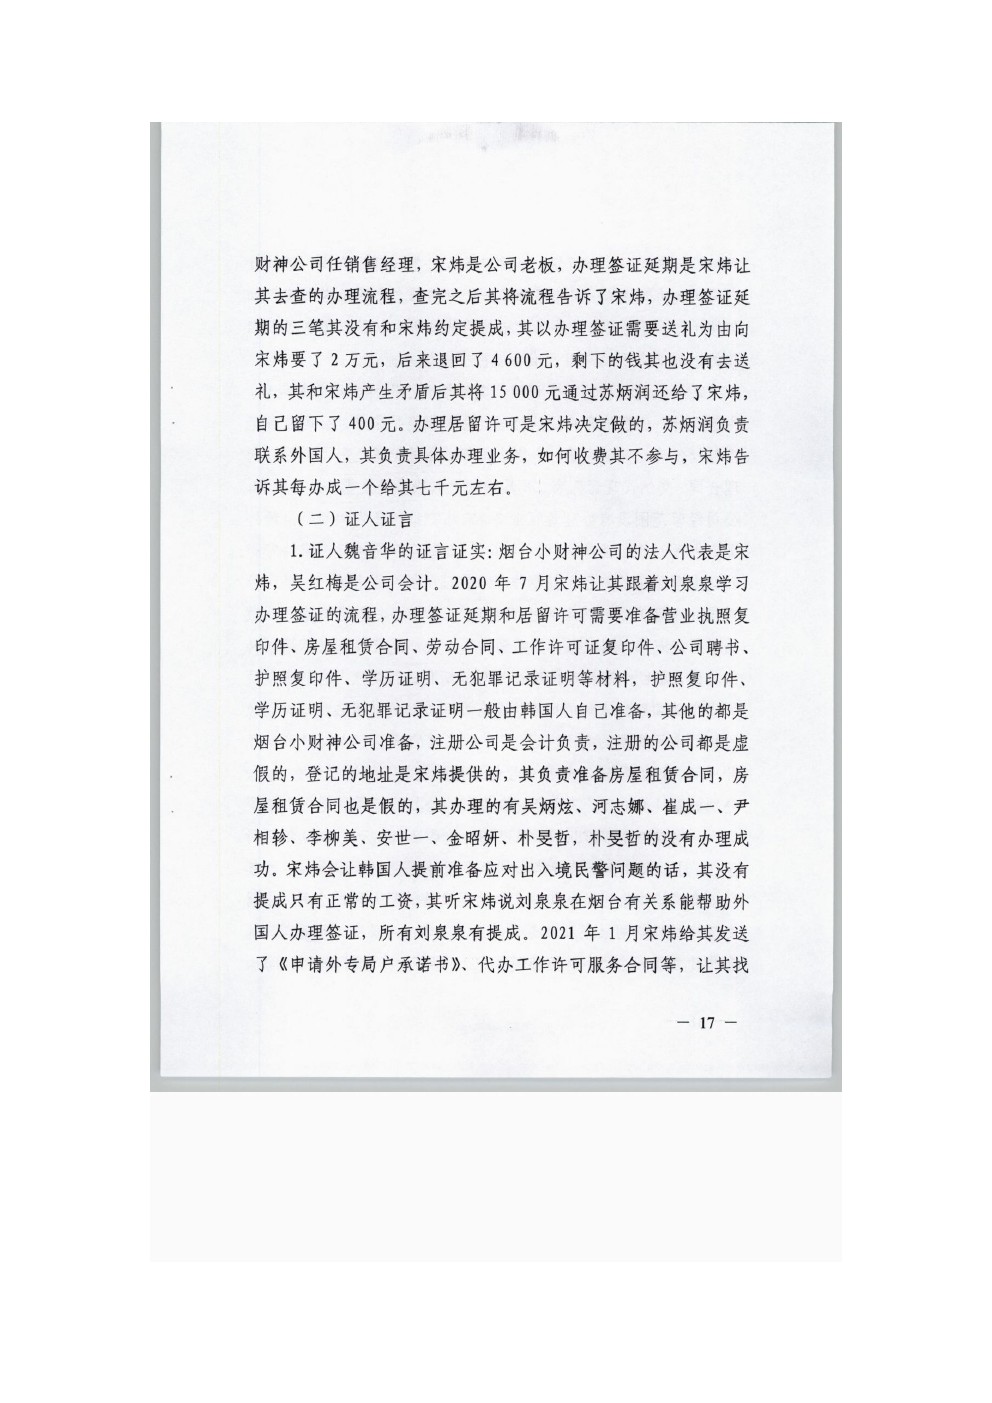 财神公司任销售经理，宋炜是公司老板，办理签证延期是宋炜让
其去查的办理流程，查完之后其将流程告诉了宋炜，办理签证延
期的三笔其没有和宋炜约定提成，其以办理签证需要送礼为由向
宋炜要了2万元，后来退回了4 600元，剩下的钱其也没有去送
礼，其和宋炜产生矛盾后其将15 000元通过苏炳润还给了宋炜，
自己留下了400元。办理居留许可是宋炜决定做的，苏炳润负责
联系外国人，其负责具体办理业务，如何收费其不参与，宋炜告
诉其每办成一个给其七千元左右。
（二）证人证言
1.证人魏音华的证言证实：烟台小财神公司的法人代表是宋
炜，吴红梅是公司会计。2020年7月宋炜让其跟着刘泉泉学习
办理签证的流程，办理签证延期和居留许可需要准备营业执照复
印件、房屋租赁合同、劳动合同、工作许可证复印件、公司聘书、
护照复印件、学历证明、无犯罪记录证明等材料，护照复印件、
学历证明、无犯罪记录证明一般由韩国人自己准备，其他的都是
烟台小财神公司准备，注册公司是会计负责，注册的公司都是虚
假的，登记的地址是宋炜提供的，其负责准备房屋租赁合同，房
屋租赁合同也是假的，其办理的有吴炳炫、河志娜、崔成一、尹
相轸、李柳美、安世一、金昭妍、朴旻哲，朴旻哲的没有办理成
功。宋炜会让韩国人提前准备应对出入境民警问题的话，其没有
提成只有正常的工资，其听宋炜说刘泉泉在烟台有关系能帮助外
国人办理签证，所有刘泉泉有提成。2021年1月宋炜给其发送
了《申请外专局户承诺书》、代办工作许可服务合同等，让其找
— 17 —